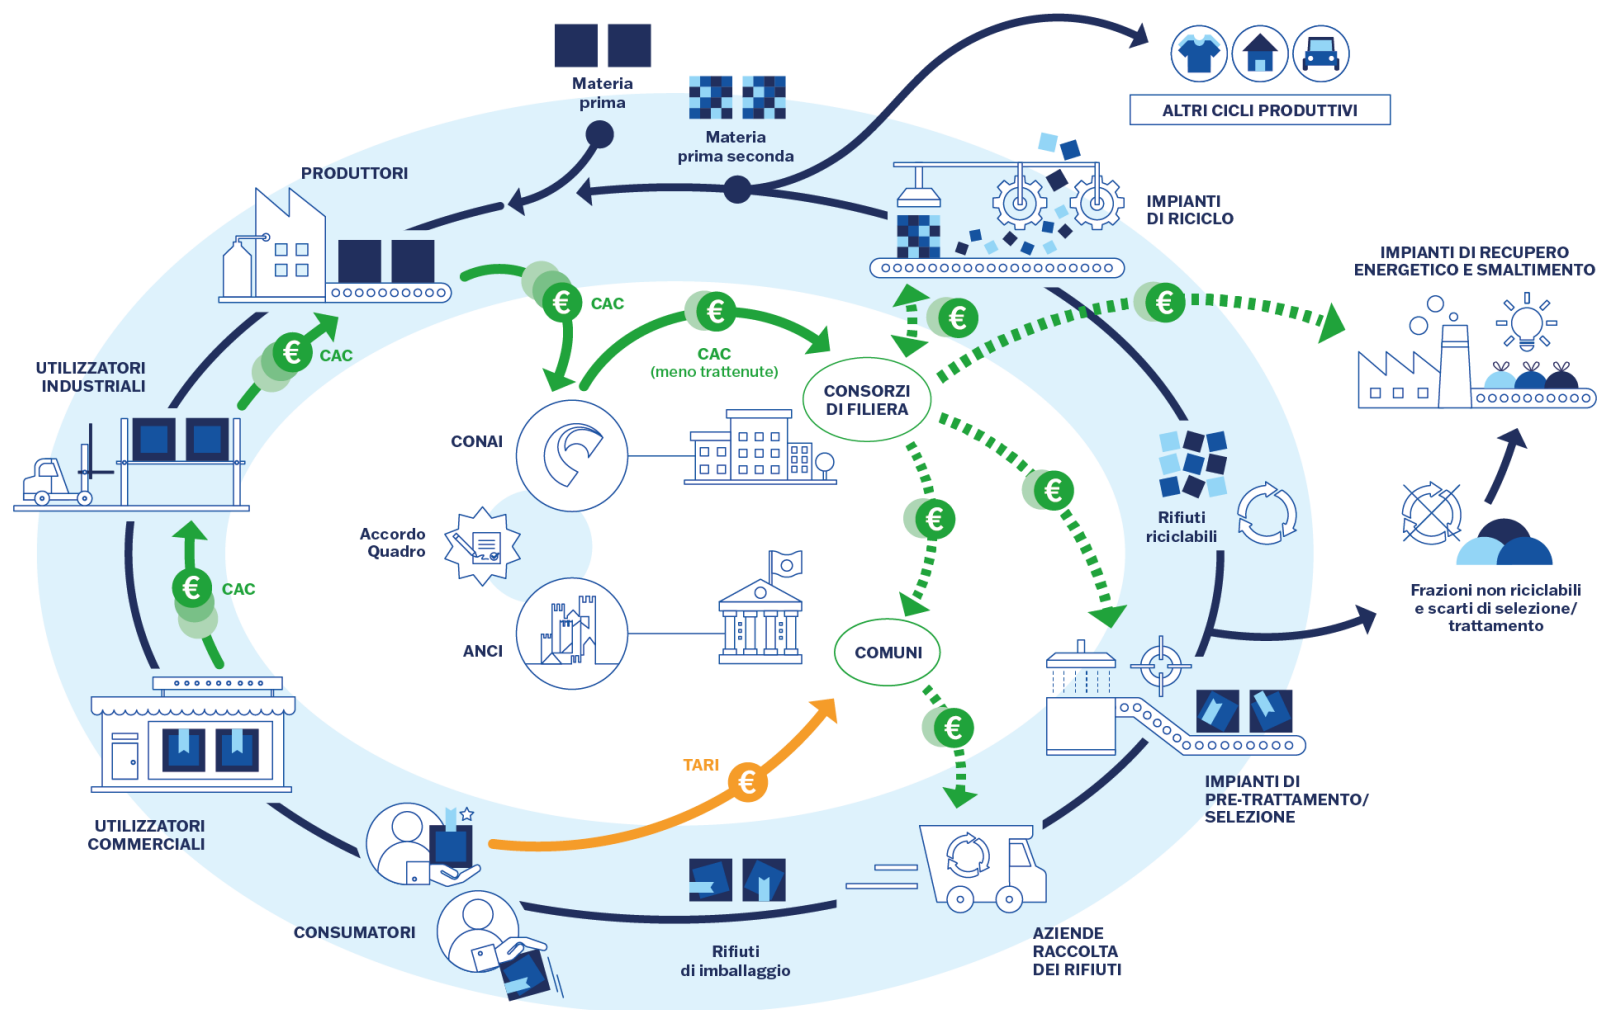 Materia
prima
Materia
prima seconda
ALTRI CICLI PRODUTTIVI
PRODUTTORI
IMPIANTI
DI RICICLO
IMPIANTI DI RECUPERO
ENERGETICO E SMALTIMENTO
€
CAC
€
CAC
(meno trattenute)
€
€
€
CAC
UTILIZZATORI
INDUSTRIALI
CONSORZI
DI FILIERA
CONAI
€
€
Rifiuti
riciclabili
Accordo
Quadro
Frazioni non riciclabili
e scarti di selezione/
trattamento
€
CAC
ANCI
COMUNI
€
TARI
€
IMPIANTI DI
PRE-TRATTAMENTO/
SELEZIONE
UTILIZZATORI
COMMERCIALI
CONSUMATORI
Rifiuti
di imballaggio
AZIENDE
RACCOLTA
DEI RIFIUTI